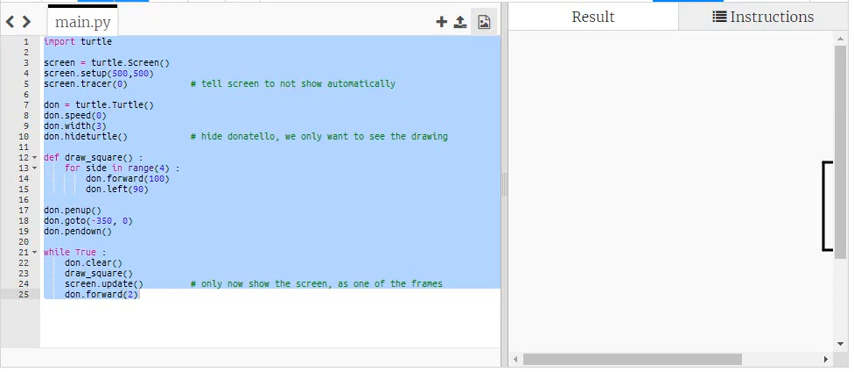 main.py
Result
Instructions
1 import turtle
2
3 screen = turtle.Screen()
4 screen.setup(500,500)
5 screen.tracer(0) # tell screen to not show automatically
6
7 don = turtle.Turtle()
8 don.speed(0)
9 don.width(3)
10 don.hideturtle() # hide donatello, we only want to see the drawing
11
12 def draw_square() :
13 for side in range(4) :
14 don.forward(100)
15 don.left(90)
16
17 don.penup()
18 don.goto(-350, 0)
19 don.pendown()
20
21 while True :
22 don.clear()
23 draw_square()
24 screen.update() # only now show the screen, as one of the frames
25 don.forward(2)